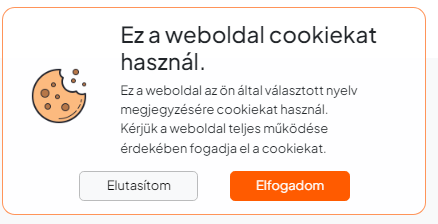 Ez a weboldal cookiekat
használ.
Ez a weboldal az ön által választott nyelv
megjegyzésére cookiekat használ.
Kérjük a weboldal teljes működése
érdekében fogadja el a cookiekat.
Elutasítom
Elfogadom